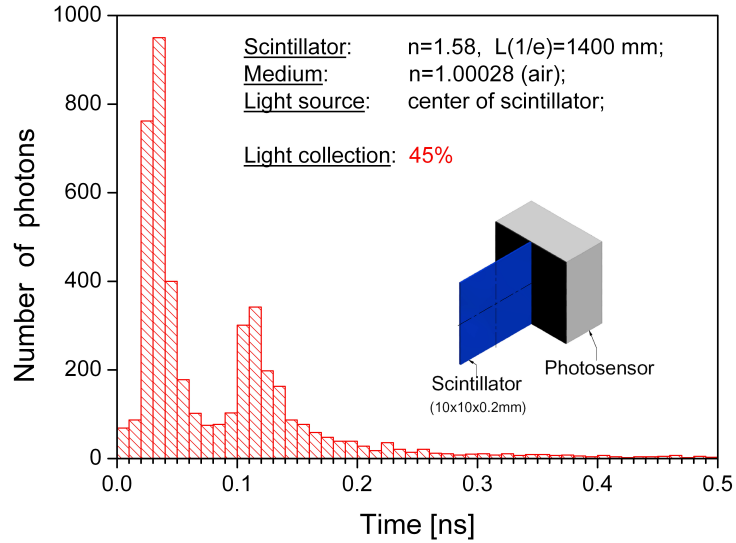 1000
800
600
400
200
0
Number of photons
Scintillator: n=1.58, L(1/e)=1400 mm;
Medium: n=1.00028 (air);
Light source: center of scintillator;
Light collection: 45%
Photosensor
Scintillator
(10x10x0.2mm)
0.0 0.1 0.2 0.3 0.4 0.5
Time [ns]